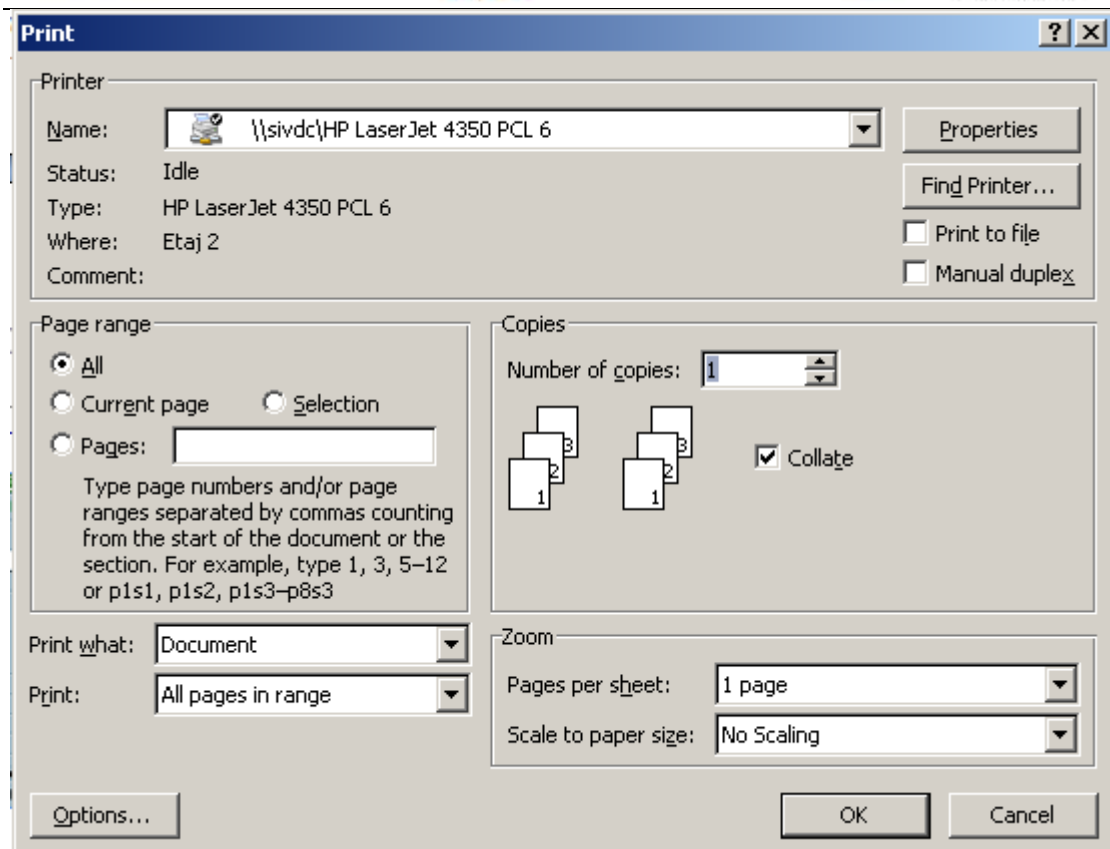 Print
Printer
Name: \\sivdc\HP LaserJet 4350 PCL 6 Properties
Status: Idle
Find Printer...
Type: HP LaserJet 4350 PCL 6
Where: Etaj 2
Print to file
Comment:
Manual duplex
Page range
All
Current page Selection
Pages:
Type page numbers and/or page
ranges separated by commas counting
from the start of the document or the
section. For example, type 1, 3, 5–12
or p1s1, p1s2, p1s3–p8s3
Copies
Number of copies: 1
3 3
2 2
1 1
Collate
Print what: Document
Print: All pages in range
Zoom
Pages per sheet: 1 page
Scale to paper size: No Scaling
Options... OK Cancel